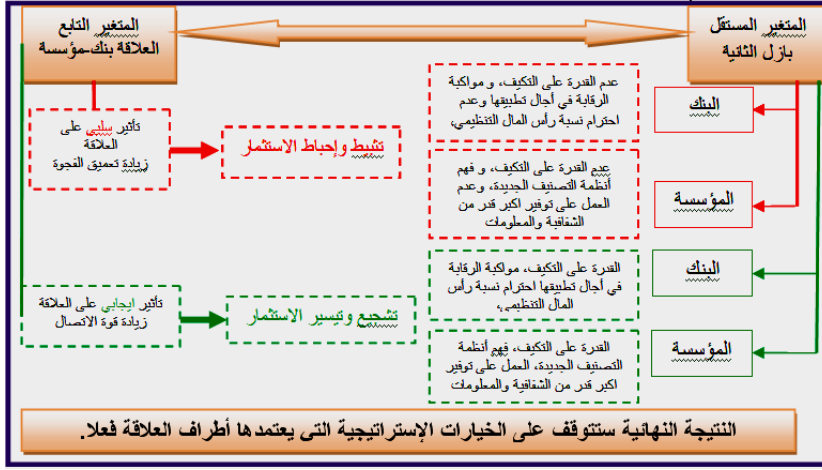 المتغير المستقل
بازل الثانية
المتغير التابع
العلاقة بنك-مؤسسة
البنك
عدم القدرة على التكيف، و مواكبة
الرقابة في أجال تطبيقها وعدم
احترام نسبة رأس المال التنظيمي،
المؤسسة
عدم القدرة على التكيف، و فهم
أنظمة التصنيف الجديدة، وعدم
العمل على توفير اكبر قدر من
الشفافية والمعلومات
تأثير سلبي على
العلاقة
زيادة تعميق الفجوة
تثبيط وإحباط الاستثمار
البنك
القدرة على التكيف، مواكبة الرقابة
في أجال تطبيقها احترام نسبة رأس
المال التنظيمي،
المؤسسة
القدرة على التكيف، فهم أنظمة
التصنيف الجديدة، العمل على توفير
اكبر قدر من الشفافية والمعلومات
تأثير ايجابي على العلاقة
زيادة قوة الاتصال
تشجيع وتيسير الاستثمار
النتيجة النهائية ستتوقف على الخيارات الإستراتيجية التي يعتمدها أطراف العلاقة فعلا.